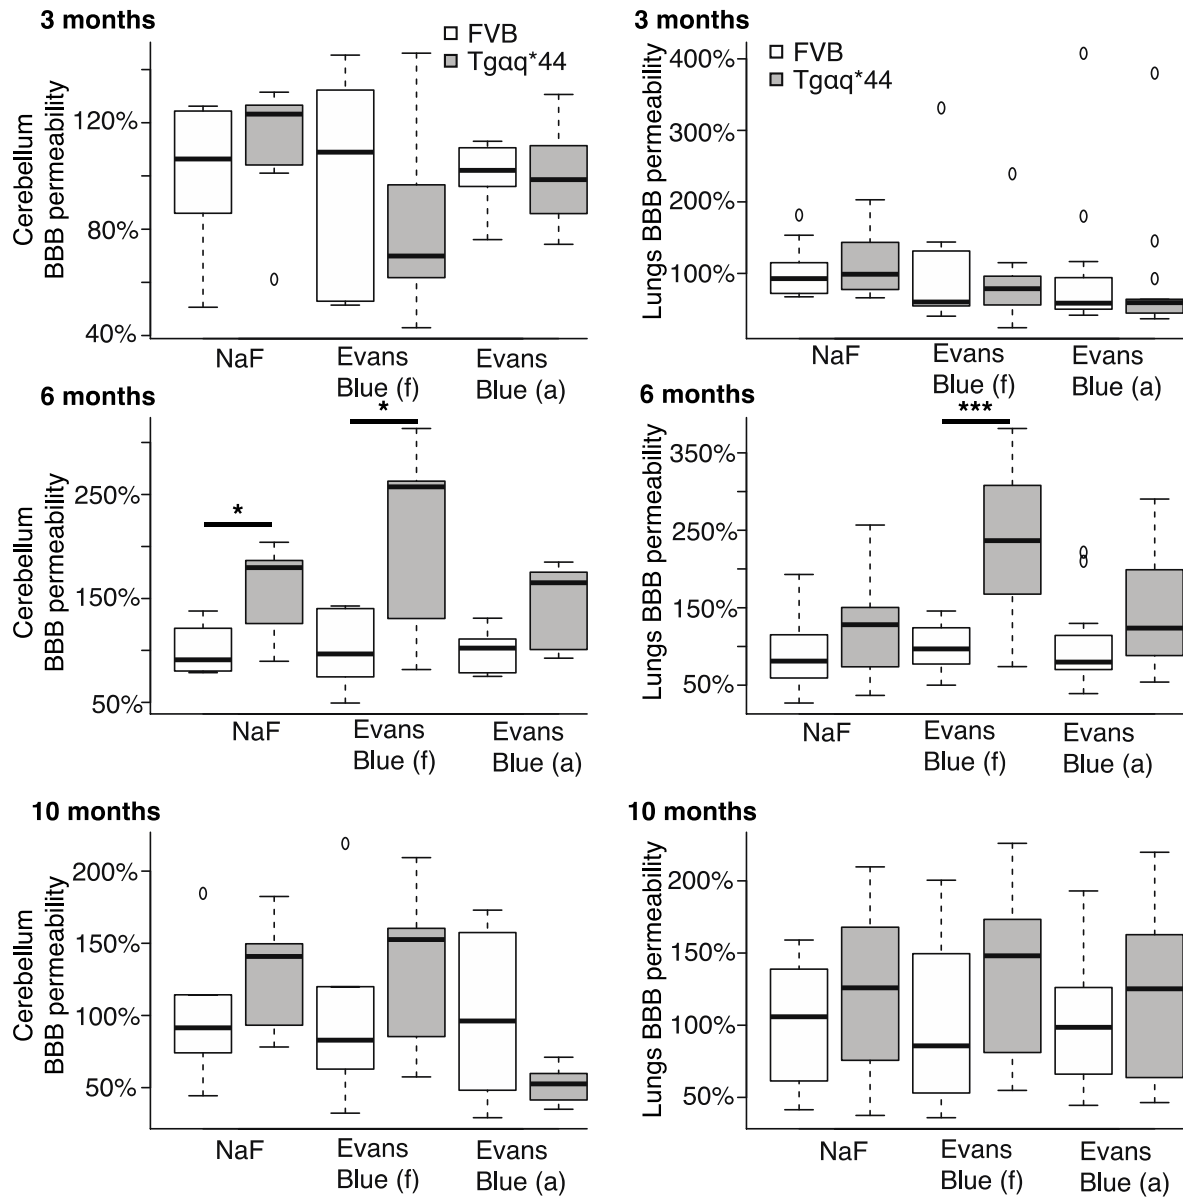 3 months
FVB
Tgαq*44
Cerebellum
BBB permeability
120%
80%
40%
NaF
Evans
Blue (f)
Evans
Blue (a)
3 months
FVB
Tgαq*44
Lungs BBB permeability
400%
300%
200%
100%
NaF
Evans
Blue (f)
Evans
Blue (a)
6 months
*
*
Cerebellum
BBB permeability
250%
150%
50%
NaF
Evans
Blue (f)
Evans
Blue (a)
6 months
***
Lungs BBB permeability
350%
250%
150%
50%
NaF
Evans
Blue (f)
Evans
Blue (a)
10 months
Cerebellum
BBB permeability
200%
150%
100%
50%
NaF
Evans
Blue (f)
Evans
Blue (a)
10 months
Lungs BBB permeability
200%
150%
100%
50%
NaF
Evans
Blue (f)
Evans
Blue (a)